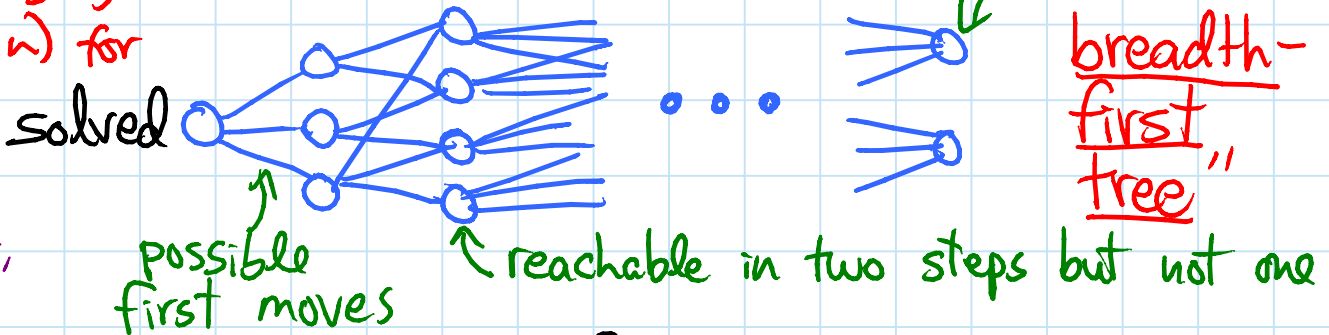 w) for
solved
breadth-
first
tree"
possible
first moves
reachable in two steps but not one